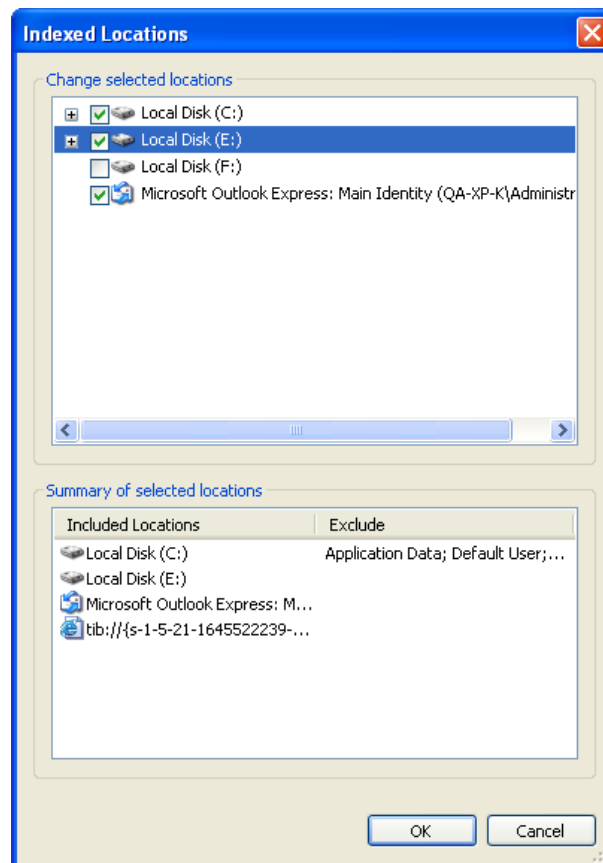 Indexed Locations
Change selected locations
Local Disk (C:)
Local Disk (E:)
Local Disk (F:)
Microsoft Outlook Express: Main Identity (QA-XP-K\Administr
Summary of selected locations
Included Locations Exclude
Local Disk (C:) Application Data; Default User;...
Local Disk (E:)
Microsoft Outlook Express: M...
tib://{s-1-5-21-1645522239-...
OK Cancel